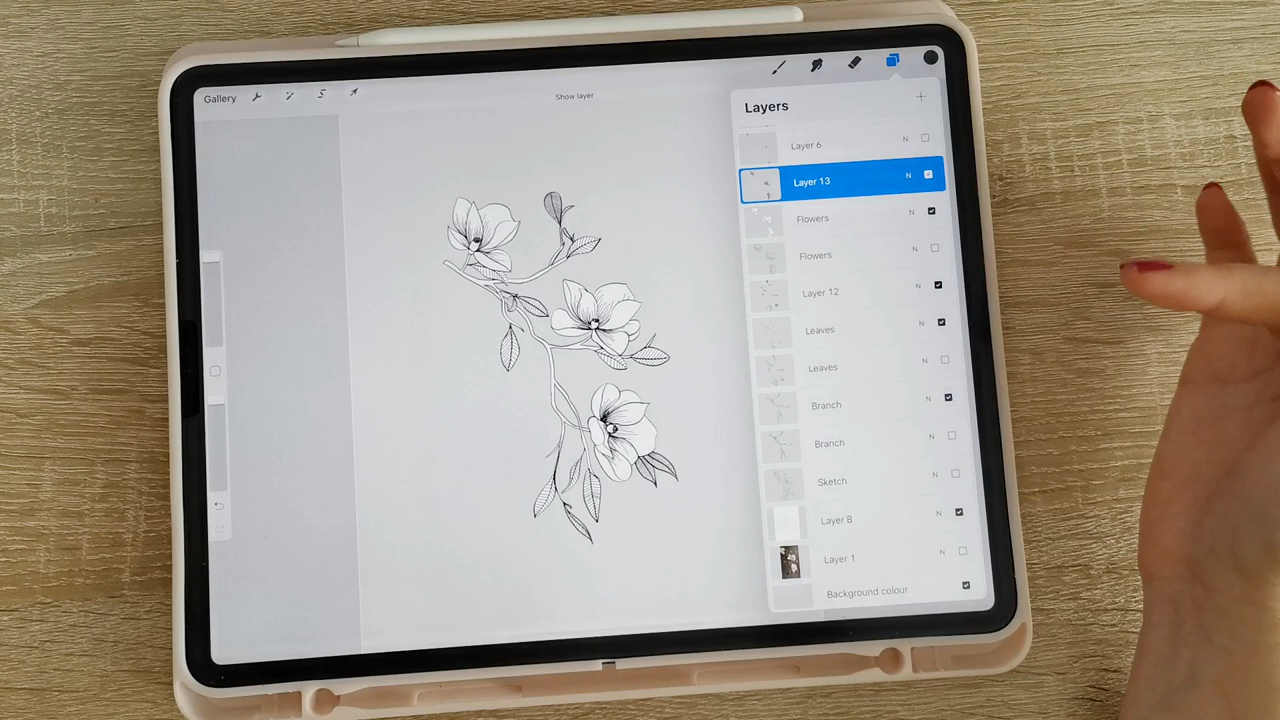 Gallery
Show layer
Layers
Layer 6 N
Layer 13 N
Flowers N
Flowers N
Layer 12 N
Leaves N
Leaves N
Branch N
Branch N
Sketch N
Layer 8 N
Layer 1 N
Background colour